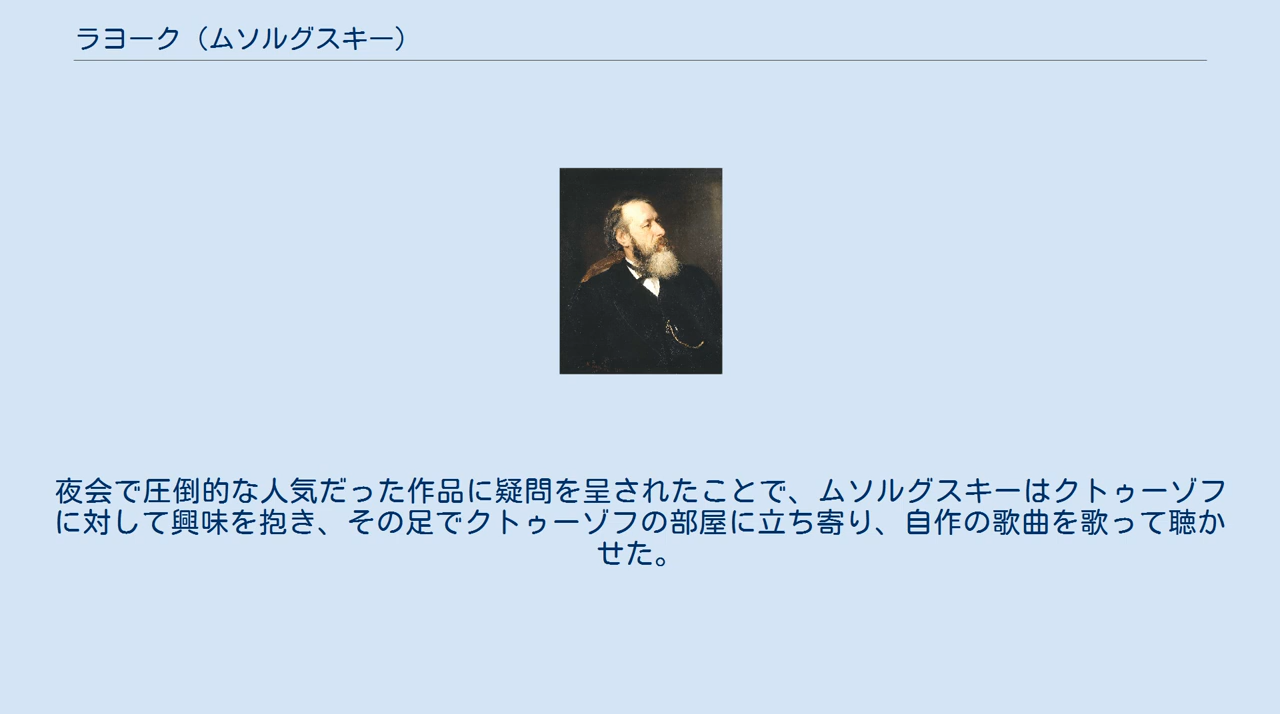 ラヨーク（ムソルグスキー）
夜会で圧倒的な人気だった作品に疑問を呈されたことで、ムソルグスキーはクトゥーゾフ
に対して興味を抱き、その足でクトゥーゾフの部屋に立ち寄り、自作の歌曲を歌って聴か
せた。